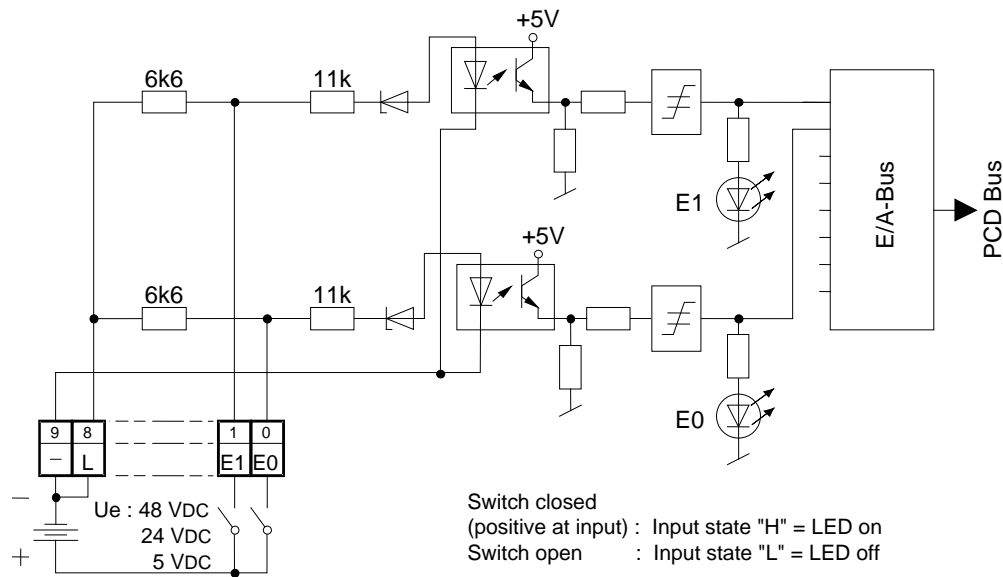 +5V
6k6
11k
E1
E/A-Bus
PCD Bus
+5V
6k6
11k
E0
9 8 1 0
– L E1 E0
–
+
Ue : 48 VDC
24 VDC
5 VDC
Switch closed
(positive at input) : Input state "H" = LED on
Switch open : Input state "L" = LED off